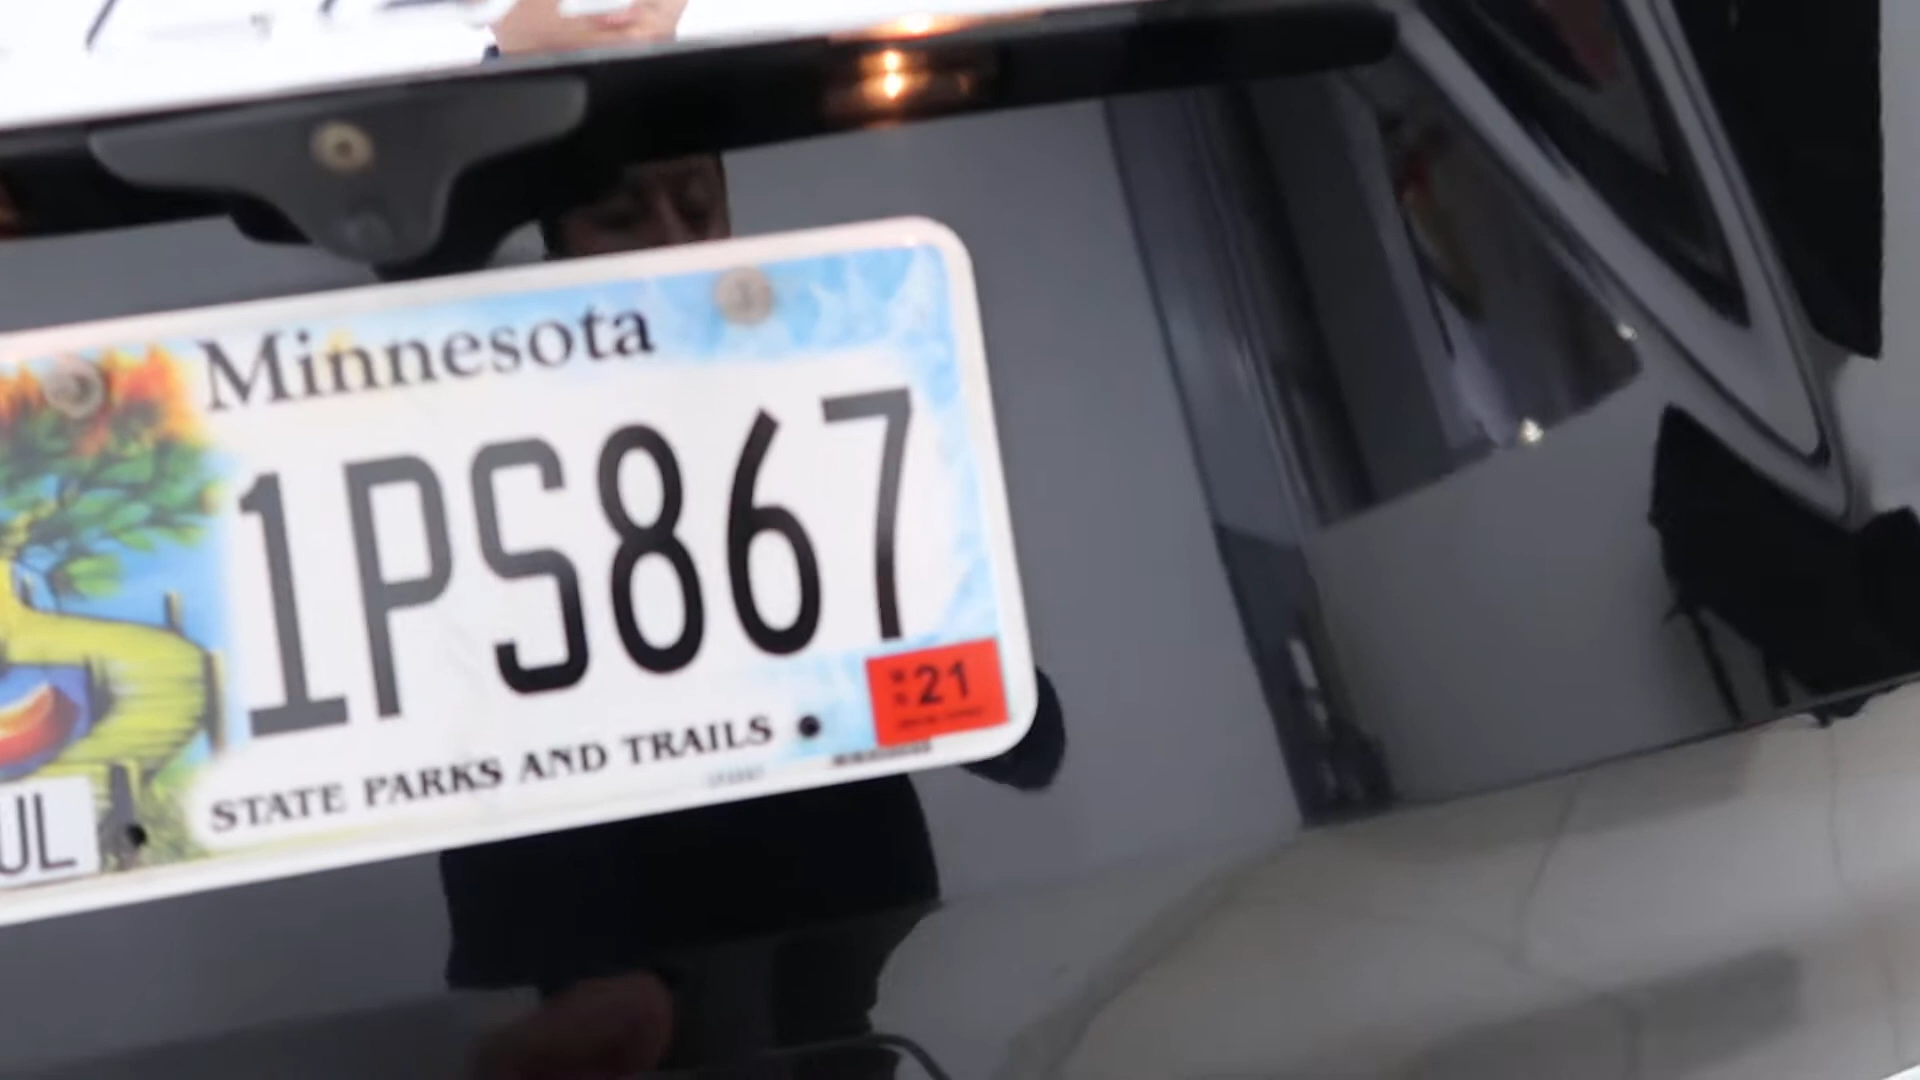 Minnesota
1PS867
21
STATE PARKS AND TRAILS
UL